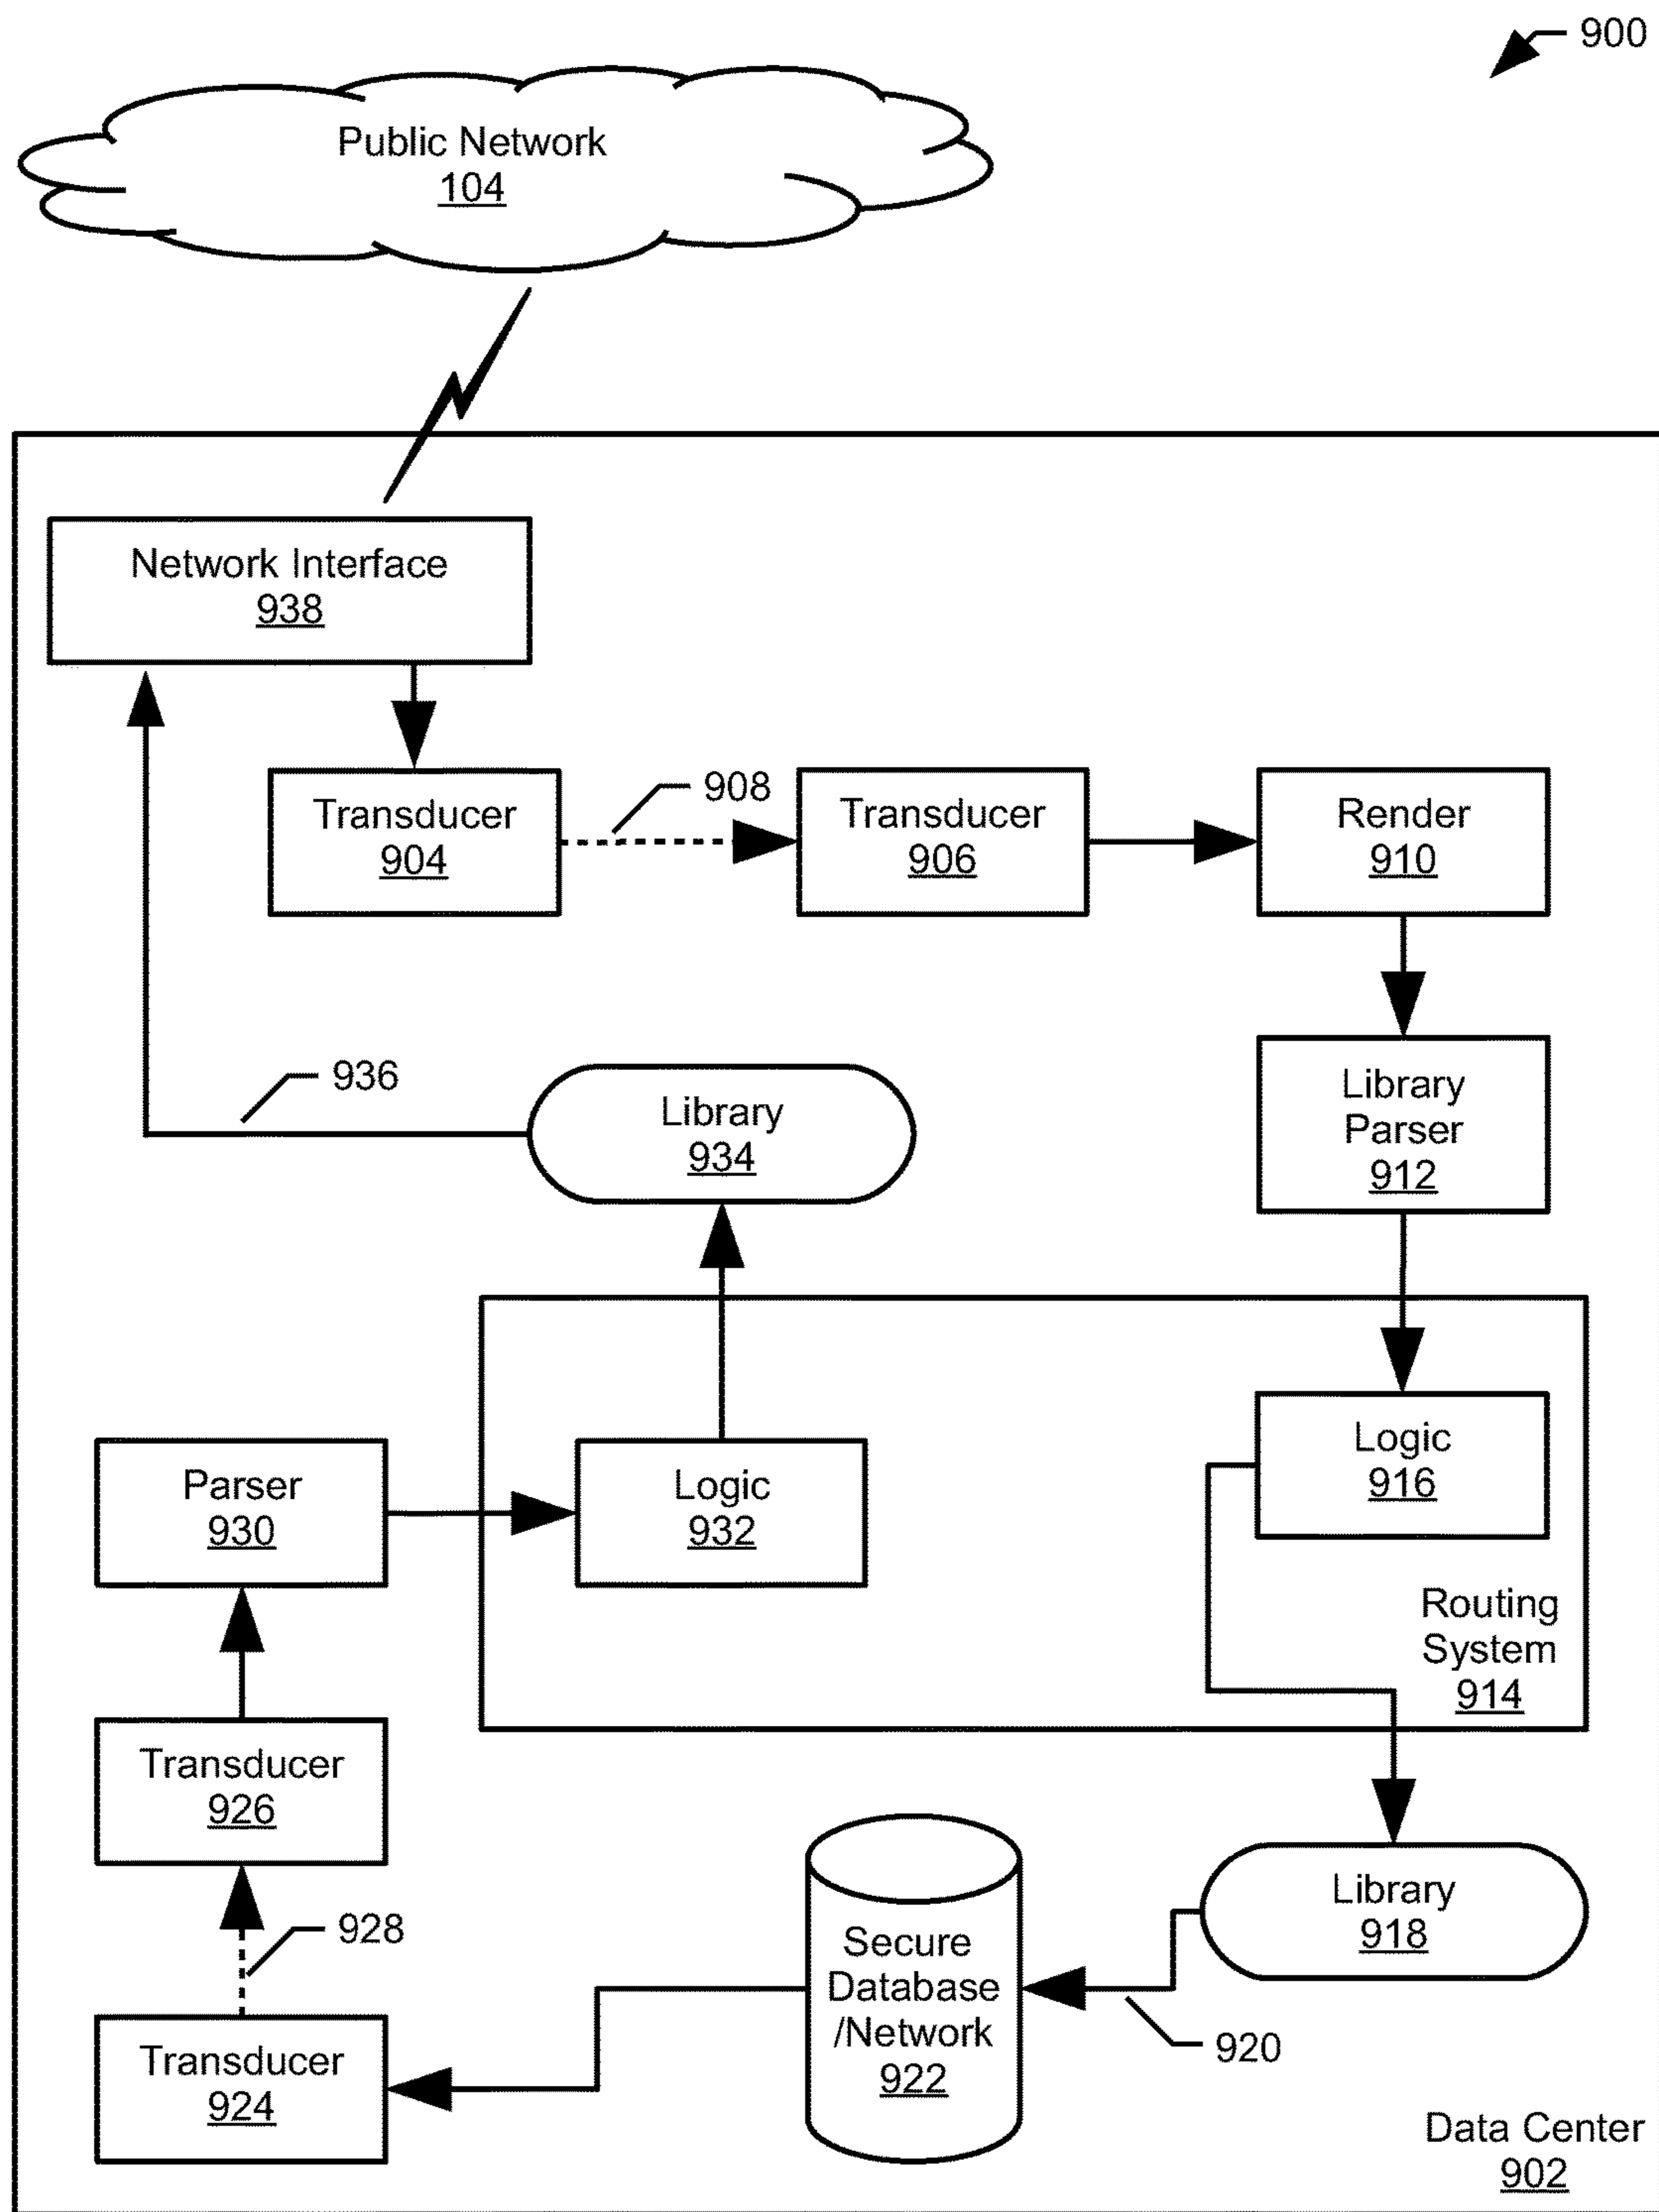 900
Public Network
104
Network Interface
938
908
Transducer
904
Transducer
906
Render
910
936
Library
934
Library
Parser
912
Logic
916
Parser
930
Logic
932
Routing
System
914
Transducer
926
Library
918
928
Secure
Database
/Network
922
920
Transducer
924
Data Center
902